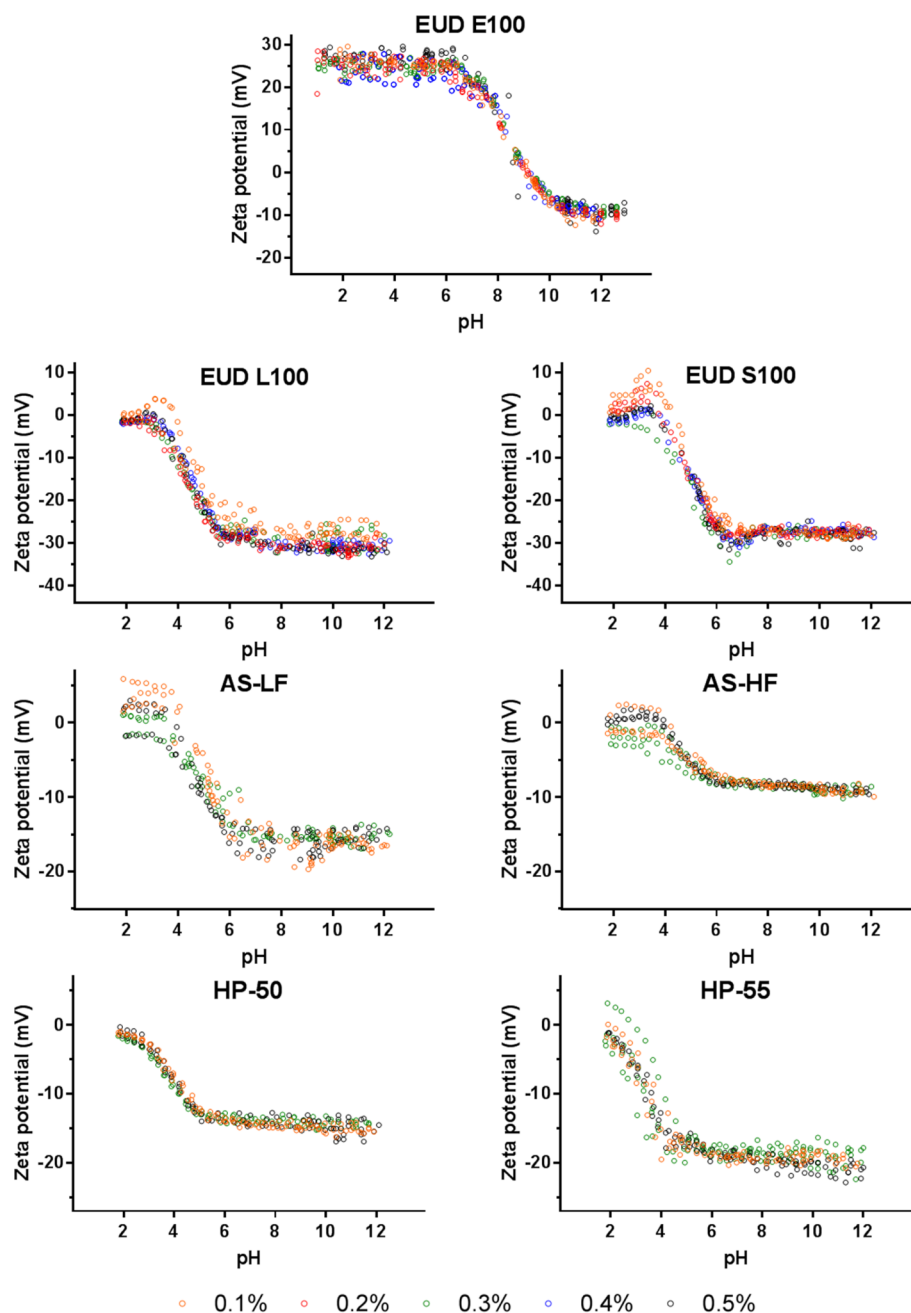 EUD E100
30
20
10
0
-10
-20
Zeta potential (mV)
2 4 6 8 10 12
pH
EUD L100
10
0
-10
-20
-30
-40
Zeta potential (mV)
2 4 6 8 10 12
pH
EUD S100
10
0
-10
-20
-30
-40
Zeta potential (mV)
2 4 6 8 10 12
pH
AS-LF
0
-10
-20
Zeta potential (mV)
2 4 6 8 10 12
pH
AS-HF
0
-10
-20
Zeta potential (mV)
2 4 6 8 10 12
pH
HP-50
0
-10
-20
Zeta potential (mV)
2 4 6 8 10 12
pH
HP-55
0
-10
-20
Zeta potential (mV)
2 4 6 8 10 12
pH
0.1% 0.2% 0.3% 0.4% 0.5%